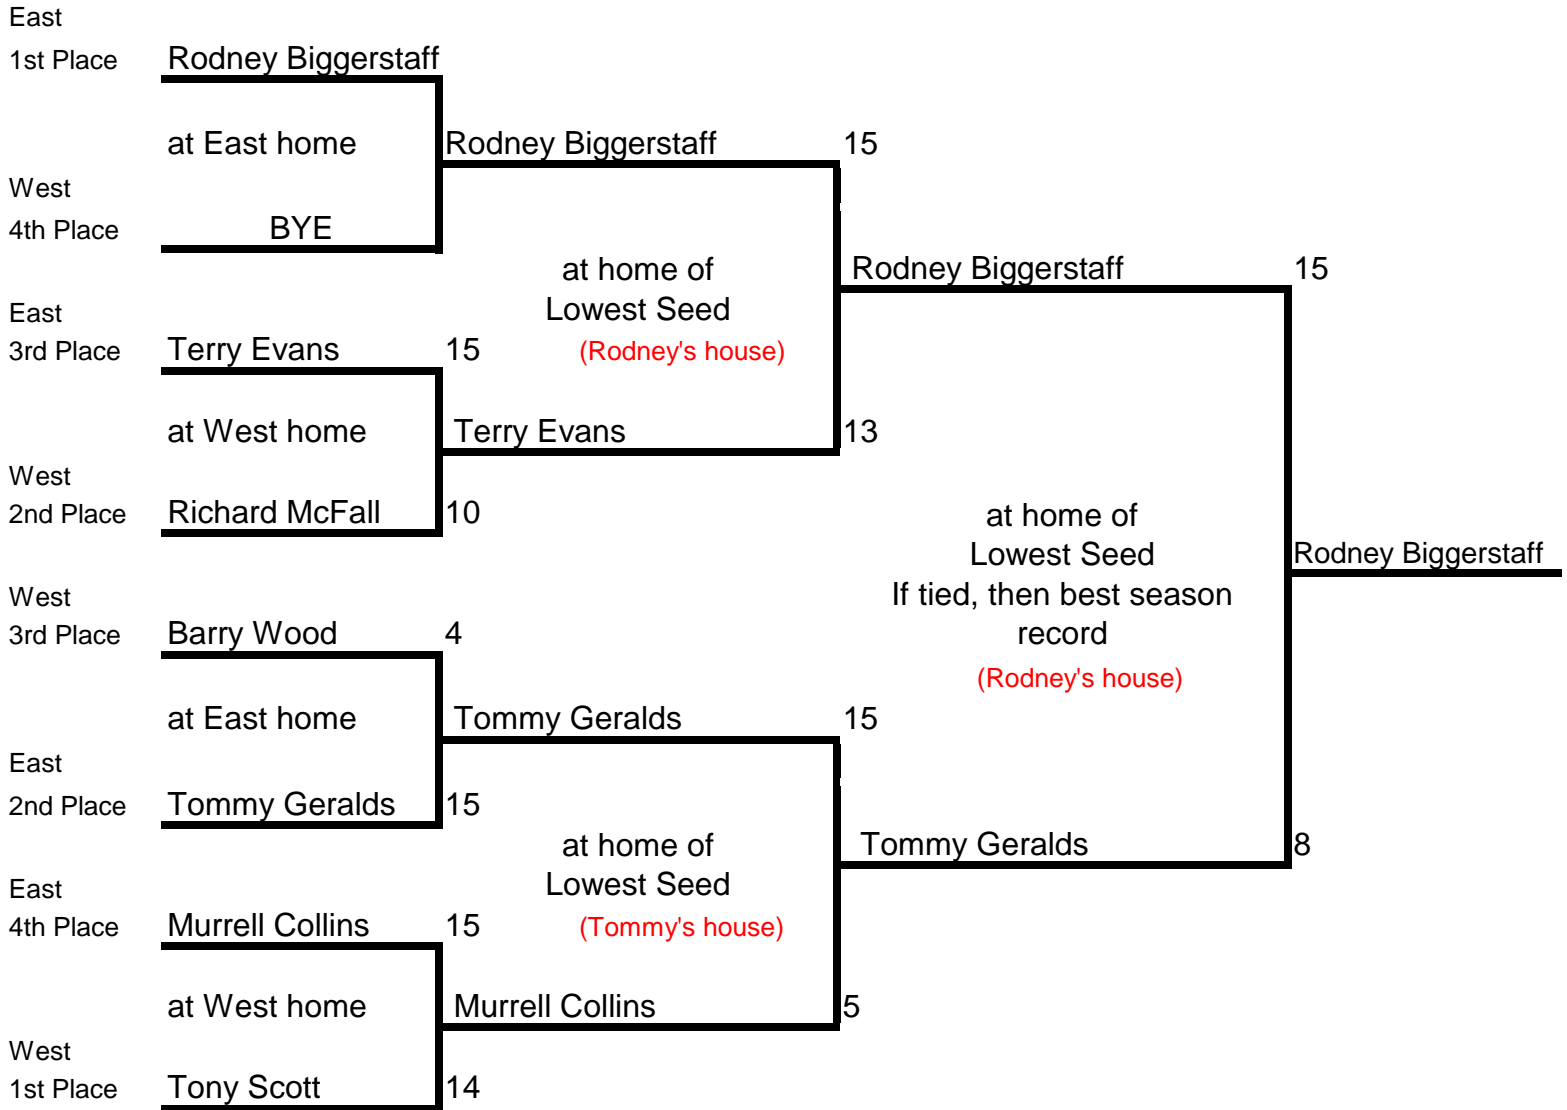 East
1st Place Rodney Biggerstaff
at East home Rodney Biggerstaff 15
West
4th Place BYE
at home of Rodney Biggerstaff 15
Lowest Seed
East
3rd Place Terry Evans 15 (Rodney's house)
at West home Terry Evans 13
West
2nd Place Richard McFall 10 at home of
Lowest Seed Rodney Biggerstaff
West If tied, then best season
3rd Place Barry Wood 4 record
(Rodney's house)
at East home Tommy Geralds 15
East
2nd Place Tommy Geralds 15
at home of Tommy Geralds 8
Lowest Seed
East
4th Place Murrell Collins 15 (Tommy's house)
at West home Murrell Collins 5
West
1st Place Tony Scott 14